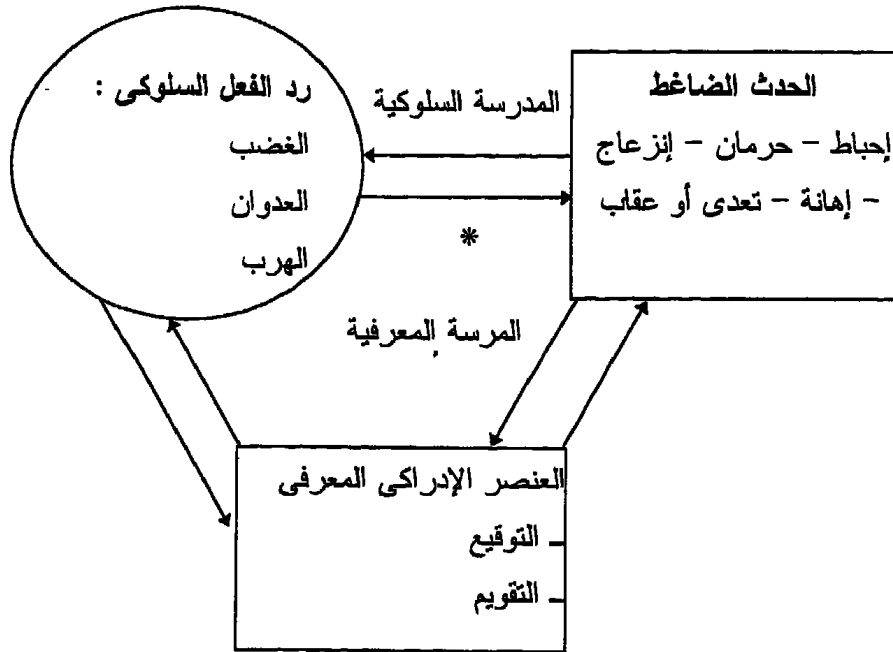 الحدث الضاغط
إحباط – حرمان – إنزعاج
– إهانة – تعدى أو عقاب
المدرسة السلوكية
*
رد الفعل السلوكى :
الغضب
العدوان
الهرب
المرسة المعرفية
العنصر الإدراكى المعرفى
– التوقيع
– التقويم